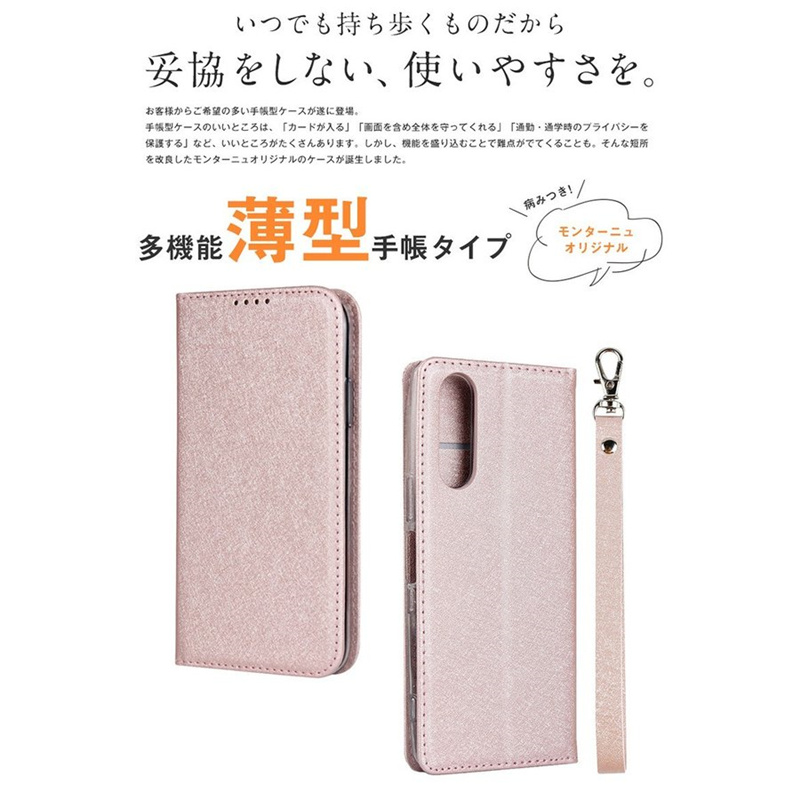 いつでも持ち歩くものだから
妥協をしない、使いやすさを。
お客様からご希望の多い手帳型ケースが遂に登場。
手帳型ケースのいいところは、「カードが入る」「画面を含め全体を守ってくれる」「通勤・通学時のプライバシーを
保護する」など、いいところがたくさんあります。しかし、機能を盛り込むことで難点がでてくることも。そんな短所
を改良したモンターニュオリジナルのケースが誕生しました。
病みつき!
多機能薄型手帳タイプ
モンターニュ
オリジナル